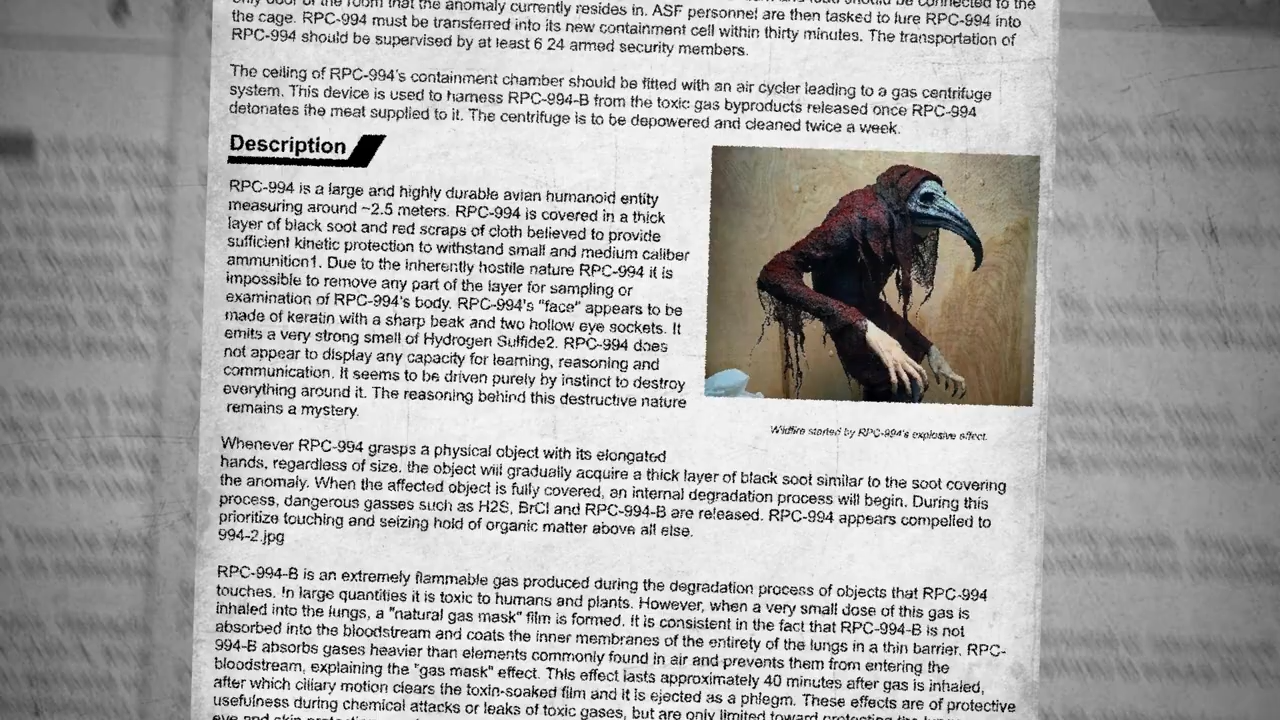 only door of the room that the anomaly currently resides in. ASF personnel are then tasked to lure RPC-994 into
the cage. RPC-994 must be transferred into its new containment cell within thirty minutes. The transportation of
RPC-994 should be supervised by at least 6 24 armed security members.
The ceiling of RPC-994's containment chamber should be fitted with an air cycler leading to a gas centrifuge
system. This device is used to harness RPC-994-B from the toxic gas byproducts released once RPC-994
detonates the meat supplied to it. The centrifuge is to be depowered and cleaned twice a week.
Description
RPC-994 is a large and highly durable avian humanoid entity
measuring around ~2.5 meters. RPC-994 is covered in a thick
layer of black soot and red scraps of cloth believed to provide
sufficient kinetic protection to withstand small and medium caliber
ammunition1. Due to the inherently hostile nature RPC-994 it is
impossible to remove any part of the layer for sampling or
examination of RPC-994's body. RPC-994's "face" appears to be
made of keratin with a sharp beak and two hollow eye sockets. It
emits a very strong smell of Hydrogen Sulfide2. RPC-994 does
not appear to display any capacity for learning, reasoning and
communication. It seems to be driven purely by instinct to destroy
everything around it. The reasoning behind this destructive nature
remains a mystery.
Wildfire started by RPC-994's explosive effect.
Whenever RPC-994 grasps a physical object with its elongated
hands, regardless of size. the object will gradually acquire a thick layer of black soot similar to the soot covering
the anomaly. When the affected object is fully covered, an internal degradation process will begin. During this
process, dangerous gasses such as H2S, BrCl and RPC-994-B are released. RPC-994 appears compelled to
prioritize touching and seizing hold of organic matter above all else.
994-2.jpg
RPC-994-B is an extremely flammable gas produced during the degradation process of objects that RPC-994
touches. In large quantities it is toxic to humans and plants. However, when a very small dose of this gas is
inhaled into the lungs, a "natural gas mask" film is formed. It is consistent in the fact that RPC-994-B is not
absorbed into the bloodstream and coats the inner membranes of the entirety of the lungs in a thin barrier. RPC-
994-B absorbs gases heavier than elements commonly found in air and prevents them from entering the
bloodstream, explaining the "gas mask" effect. This effect lasts approximately 40 minutes after gas is inhaled,
after which ciliary motion clears the toxin-soaked film and it is ejected as a phlegm. These effects are of protective
usefulness during chemical attacks or leaks of toxic gases, but are only limited toward protecting the
eye and skin